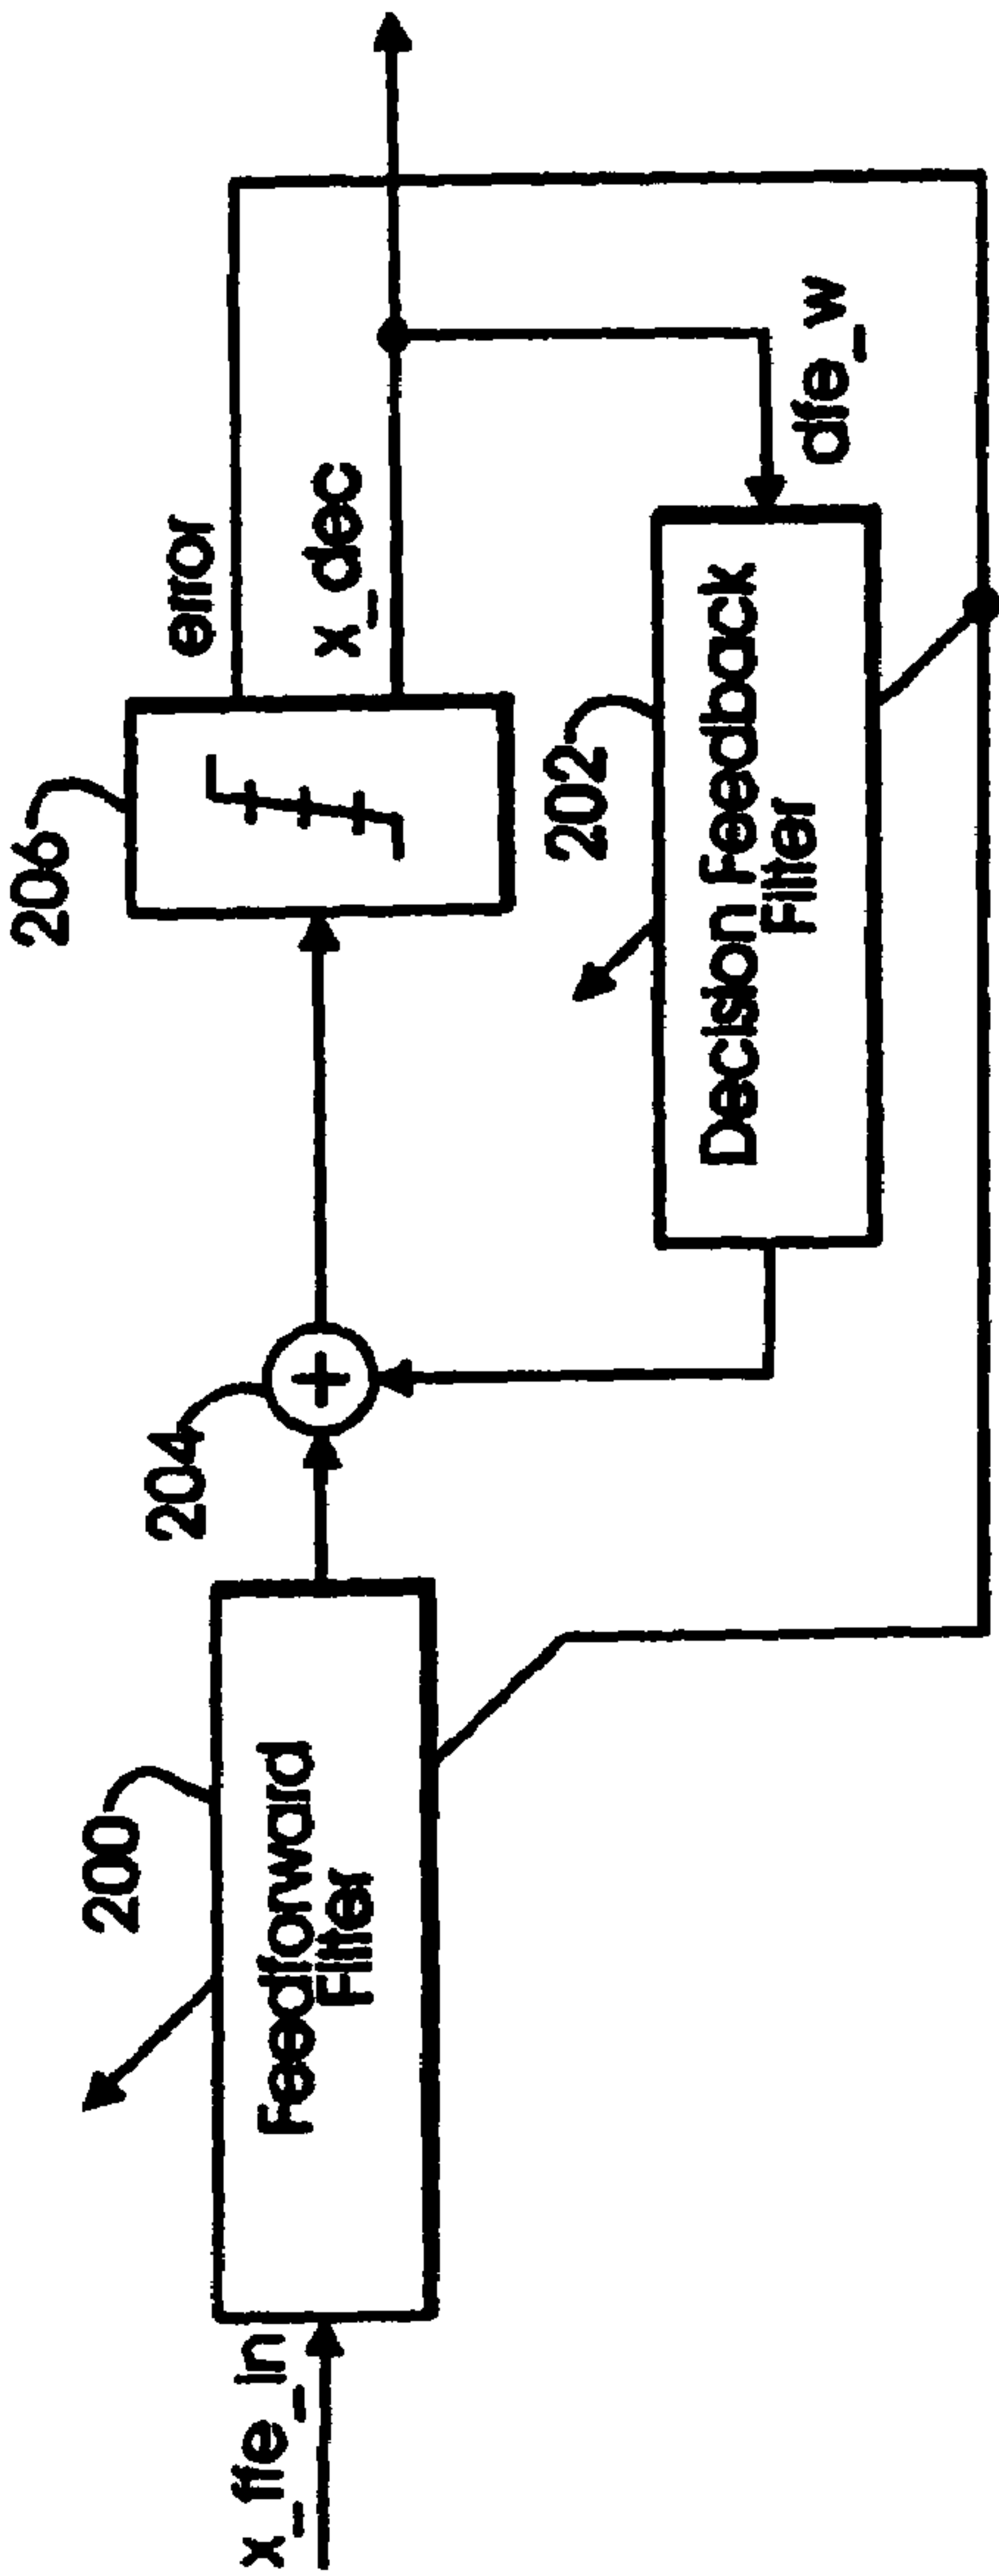 206
error
x_dec
204
200
202
dfe_w
Feedforward
Filter
Decision Feedback
Filter
x_ffe_in
+